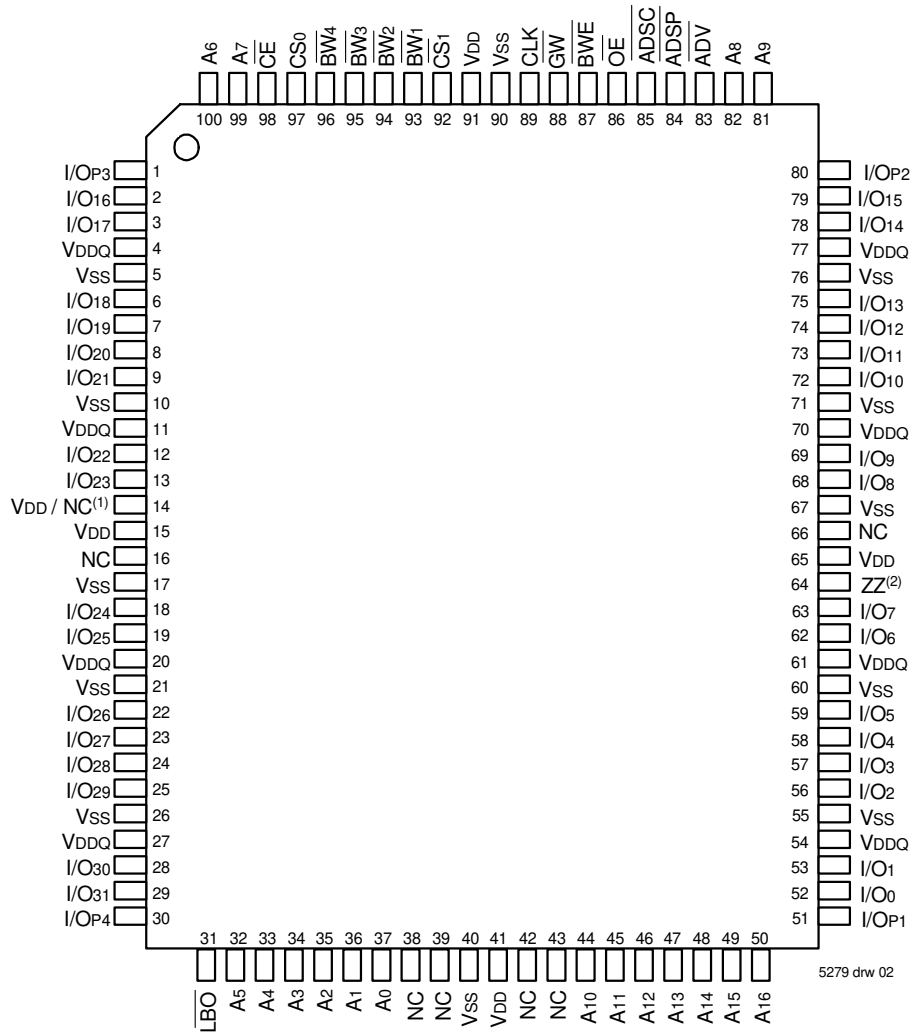 A6 A7 CE CS0 BW4 BW3 BW2 BW1 CS1 VDD VSS CLK GW BWE OE ADSC ADSP ADV A8 A9
100 99 98 97 96 95 94 93 92 91 90 89 88 87 86 85 84 83 82 81
I/OP3 1 80 I/OP2
I/O16 2 79 I/O15
I/O17 3 78 I/O14
VDDQ 4 77 VDDQ
VSS 5 76 VSS
I/O18 6 75 I/O13
I/O19 7 74 I/O12
I/O20 8 73 I/O11
I/O21 9 72 I/O10
VSS 10 71 VSS
VDDQ 11 70 VDDQ
I/O22 12 69 I/O9
I/O23 13 68 I/O8
VDD / NC(1) 14 67 VSS
VDD 15 66 NC
NC 16 65 VDD
VSS 17 64 ZZ(2)
I/O24 18 63 I/O7
I/O25 19 62 I/O6
VDDQ 20 61 VDDQ
VSS 21 60 VSS
I/O26 22 59 I/O5
I/O27 23 58 I/O4
I/O28 24 57 I/O3
I/O29 25 56 I/O2
VSS 26 55 VSS
VDDQ 27 54 VDDQ
I/O30 28 53 I/O1
I/O31 29 52 I/O0
I/OP4 30 51 I/OP1
31 32 33 34 35 36 37 38 39 40 41 42 43 44 45 46 47 48 49 50
LBO A5 A4 A3 A2 A1 A0 NC NC VSS VDD NC NC A10 A11 A12 A13 A14 A15 A16
5279 drw 02